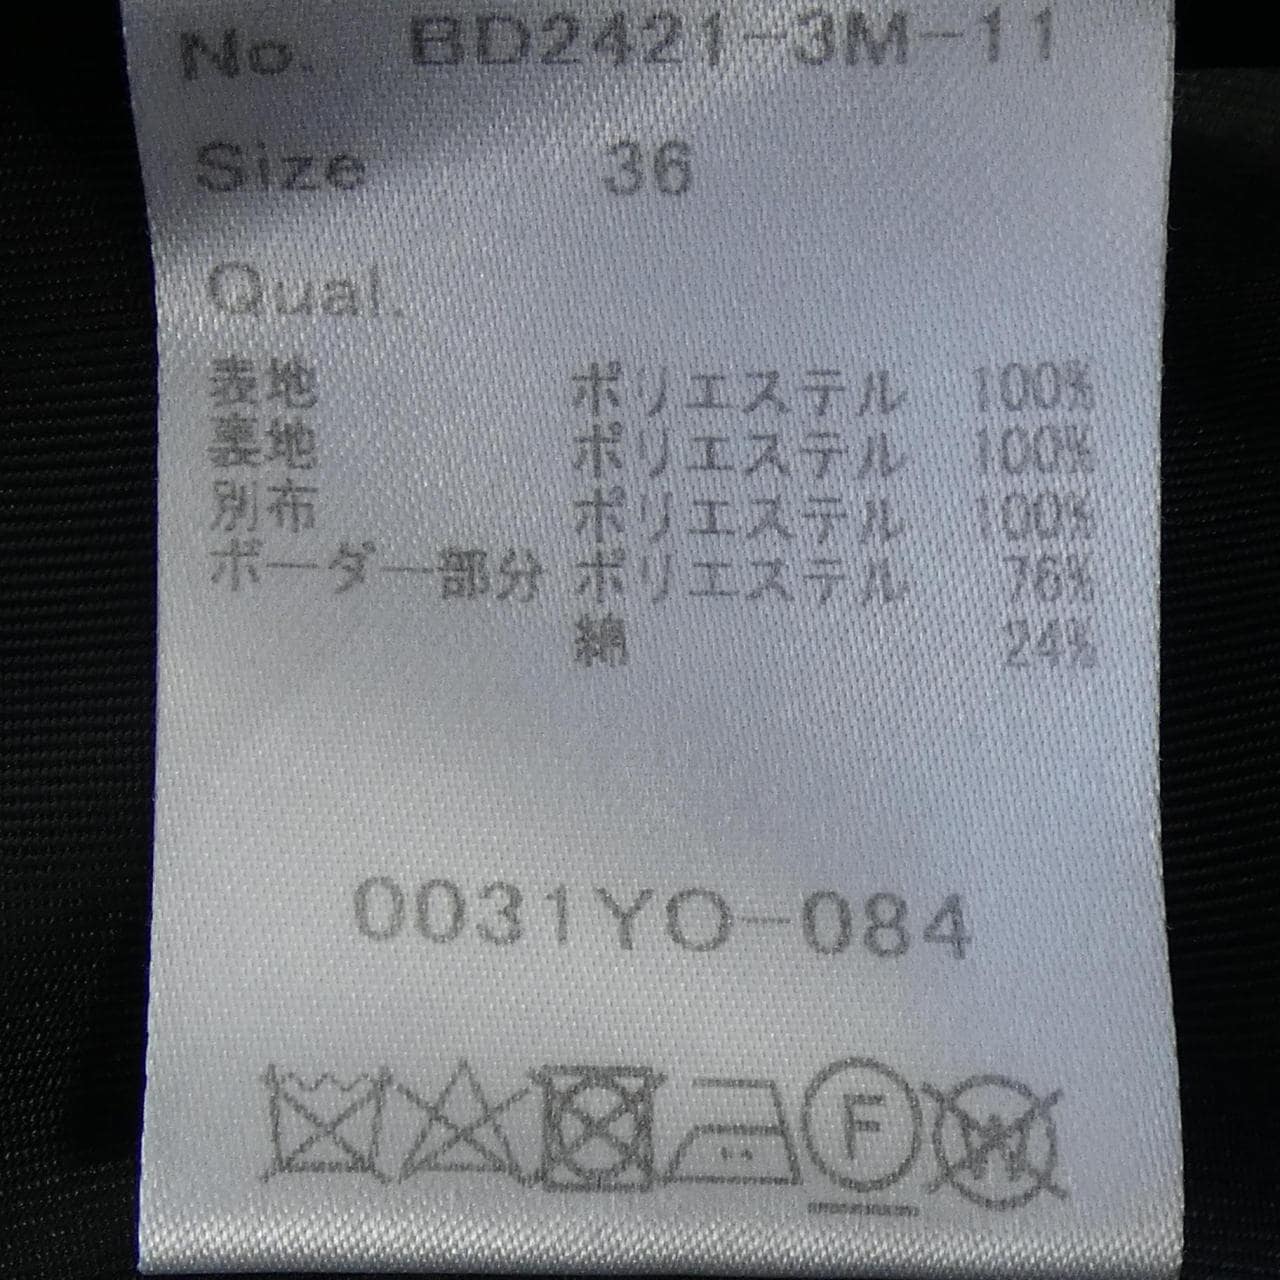 No. BD2421-3M-11
Size 36
Qual.
表地 ポリエステル 100%
裏地 ポリエステル 100%
別布 ポリエステル 100%
ボーダー部分 ポリエステル 76%
綿 24%
0031YO-084
F W